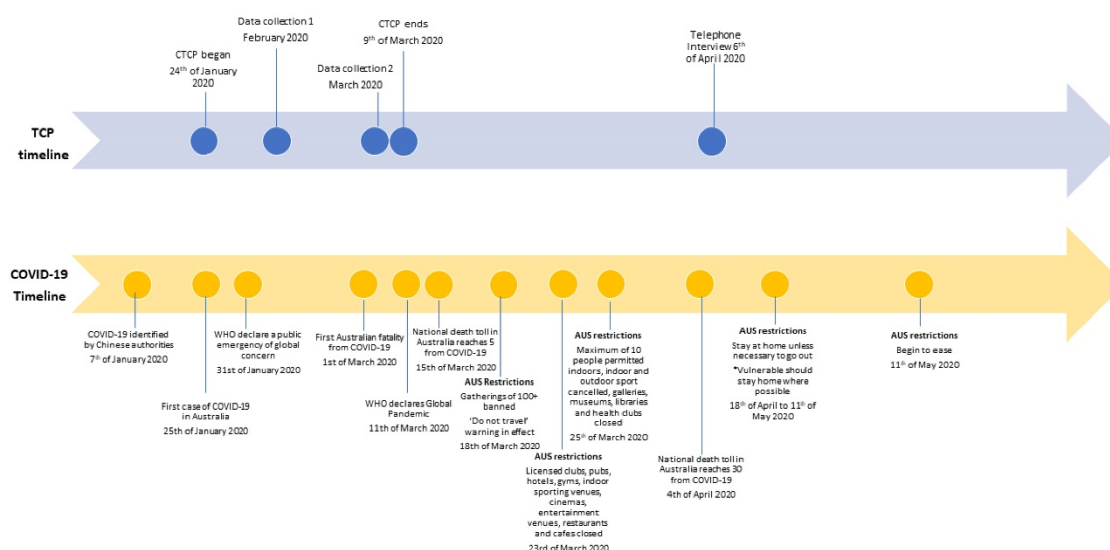 CTCP began
24th of January
2020
Data collection 1
February 2020
Data collection 2
March 2020
CTCP ends
9th of March 2020
Telephone
Interview 6th
of April 2020
TCP
timeline
COVID-19
Timeline
COVID-19 identified
by Chinese authorities
7th of January 2020
First case of COVID-19
in Australia
25th of January 2020
WHO declare a public
emergency of global
concern
31st of January 2020
First Australian fatality
from COVID-19
1st of March 2020
WHO declares Global
Pandemic
11th of March 2020
National death toll in
Australia reaches 5
from COVID-19
15th of March 2020
AUS Restrictions
Gatherings of 100+
banned
'Do not travel'
warning in effect
18th of March 2020
AUS restrictions
Licensed clubs, pubs,
hotels, gyms, indoor
sporting venues,
cinemas,
entertainment
venues, restaurants
and cafes closed
23rd of March 2020
AUS restrictions
Maximum of 10
people permitted
indoors, indoor and
outdoor sport
cancelled, galleries,
museums, libraries
and health clubs
closed
25th of March 2020
National death toll in
Australia reaches 30
from COVID-19
4th of April 2020
AUS restrictions
Stay at home unless
necessary to go out
*Vulnerable should
stay home where
possible
18th of April to 11th of
May 2020
AUS restrictions
Begin to ease
11th of May 2020